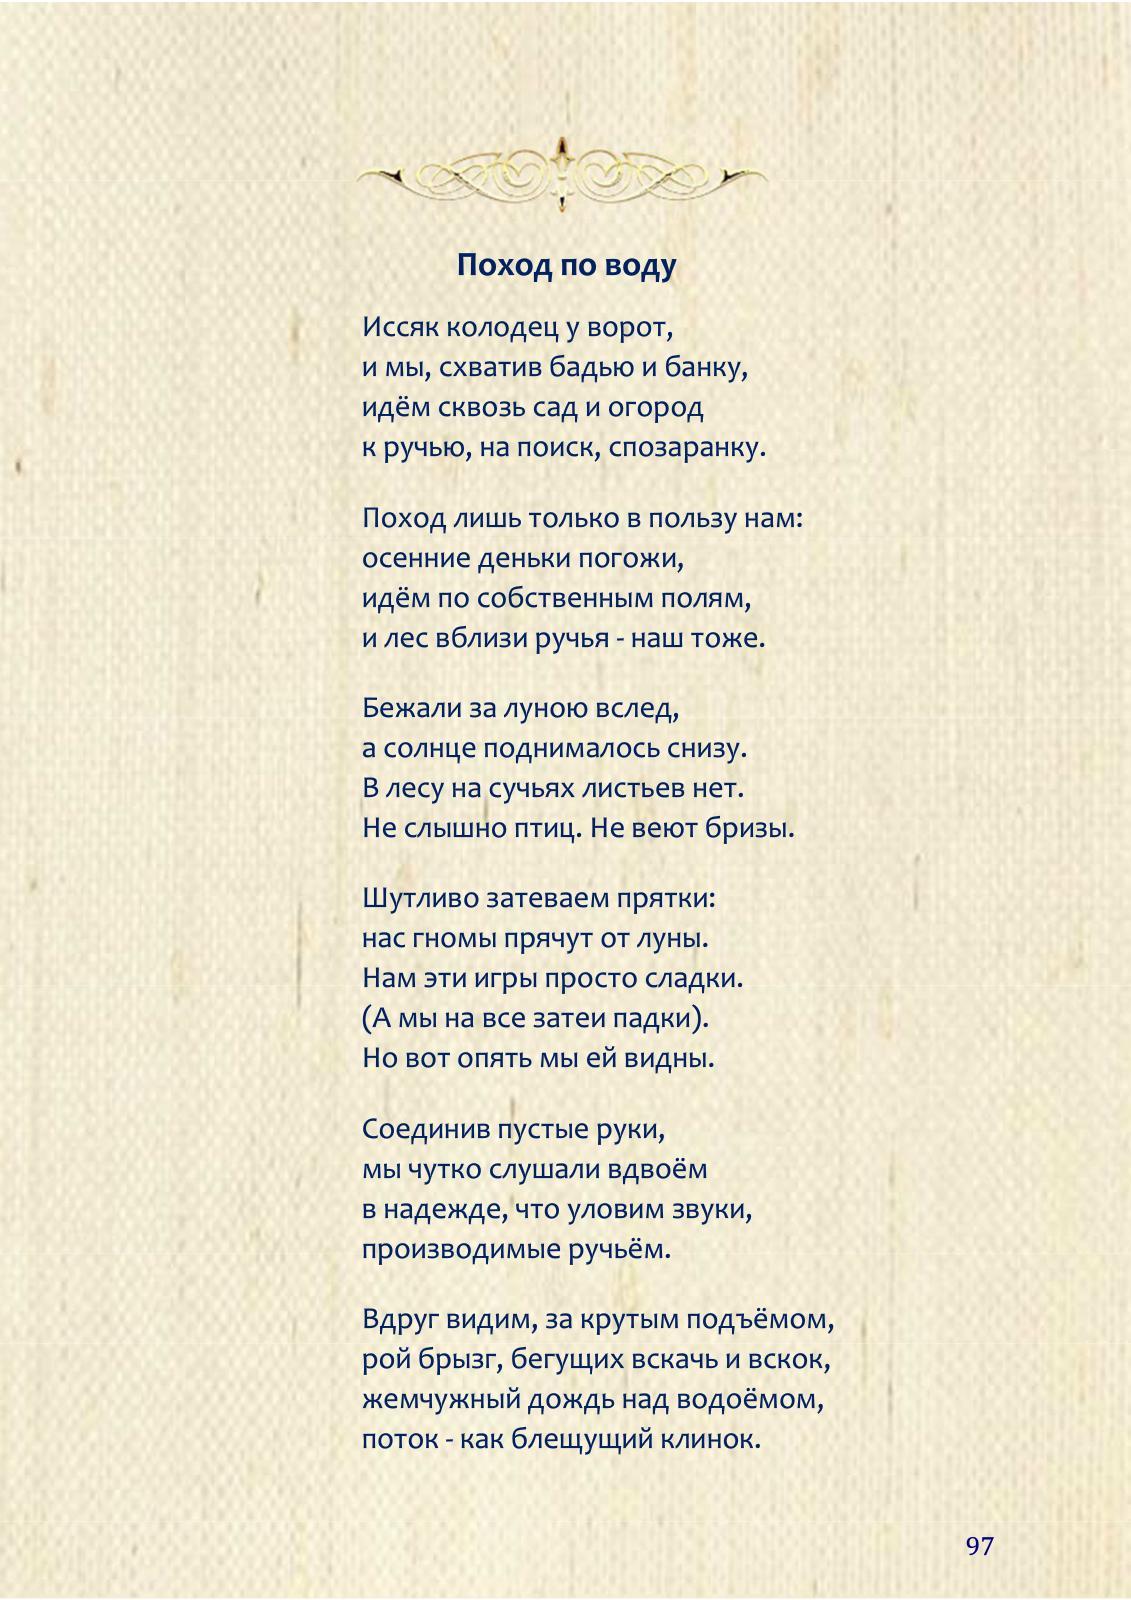 Поход по воду
Иссяк колодец у ворот,
и мы, схватив бадью и банку,
идём сквозь сад и огород
к ручью, на поиск, спозаранку.
Поход лишь только в пользу нам:
осенние деньки погожи,
идём по собственным полям,
и лес вблизи ручья - наш тоже.
Бежали за луною вслед,
а солнце поднималось снизу.
В лесу на сучьях листьев нет.
Не слышно птиц. Не веют бризы.
Шутливо затеваем прятки:
нас гномы прячут от луны.
Нам эти игры просто сладки.
(А мы на все затеи падки).
Но вот опять мы ей видны.
Соединив пустые руки,
мы чутко слушали вдвоём
в надежде, что уловим звуки,
производимые ручьём.
Вдруг видим, за крутым подъёмом,
рой брызг, бегущих вскачь и вскок,
жемчужный дождь над водоёмом,
поток - как блещущий клинок.
97